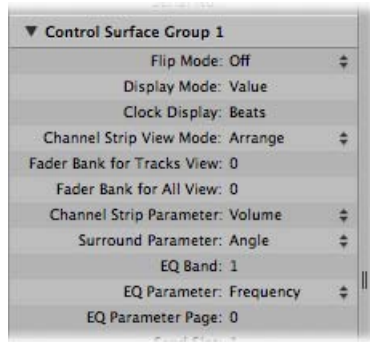 Control Surface Group 1
Flip Mode: Off
Display Mode: Value
Clock Display: Beats
Channel Strip View Mode: Arrange
Fader Bank for Tracks View: 0
Fader Bank for All View: 0
Channel Strip Parameter: Volume
Surround Parameter: Angle
EQ Band: 1
EQ Parameter: Frequency
EQ Parameter Page: 0